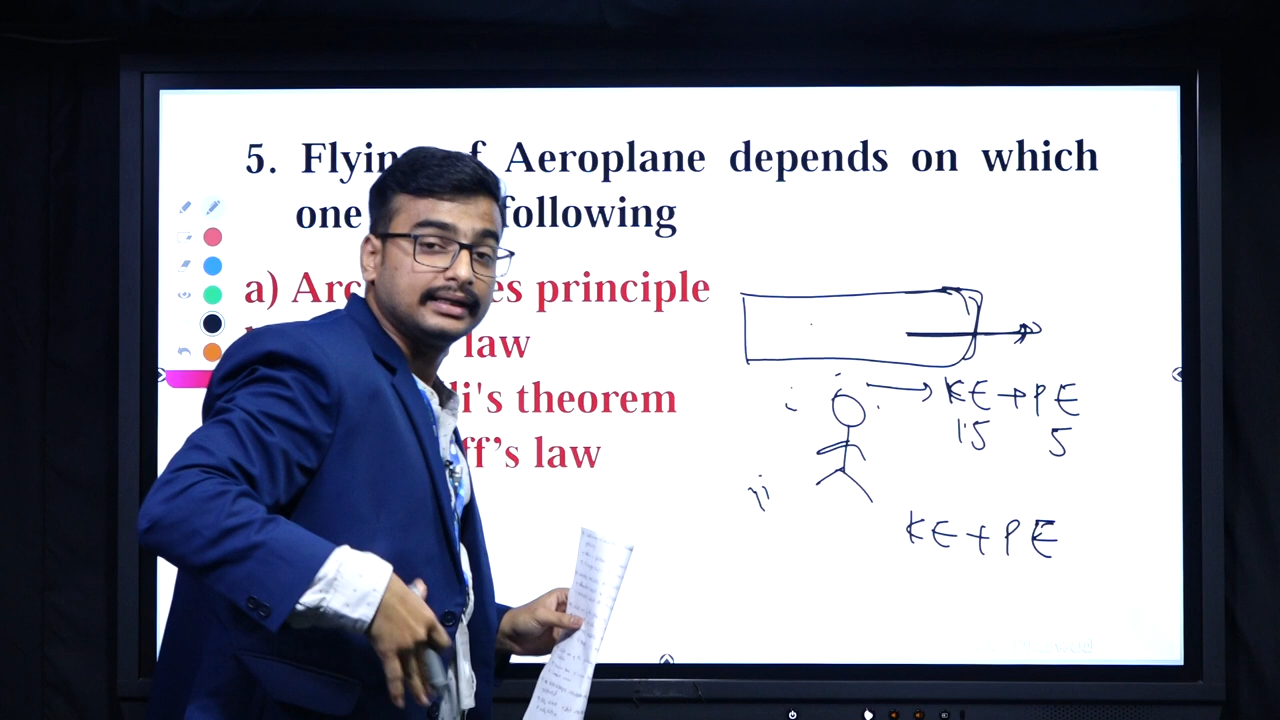 5. Flyin f Aeroplane depends on which
one following
a) Arc es principle
law
li's theorem
ff's law
KE+PE
15 5
KE+PE